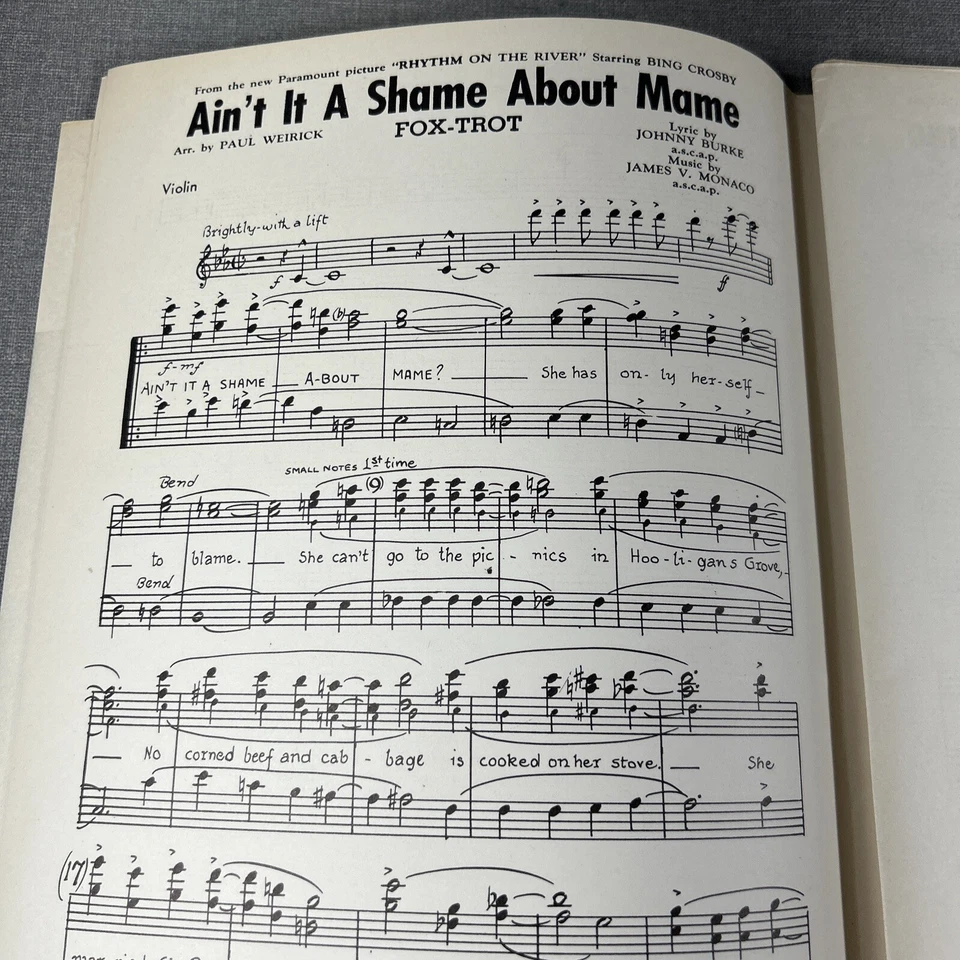 From the new Paramount picture "RHYTHM ON THE RIVER" Starring BING CROSBY
Ain't It A Shame About Mame
FOX-TROT
Arr. by PAUL WEIRICK
Lyric by
JOHNNY BURKE
a.s.c.a.p.
Music by
JAMES V. MONACO
a.s.c.a.p.
Violin
Brightly-with a lift
f
ff
f-mf
AIN'T IT A SHAME A-BOUT MAME? She has on-ly her-self
Bend
SMALL NOTES 1st time
(9)
to blame. She can't go to the pic-nics in Hoo-li-gans Grove,
Bend
No corned beef and cab-bage is cooked on her stove. She
(17)